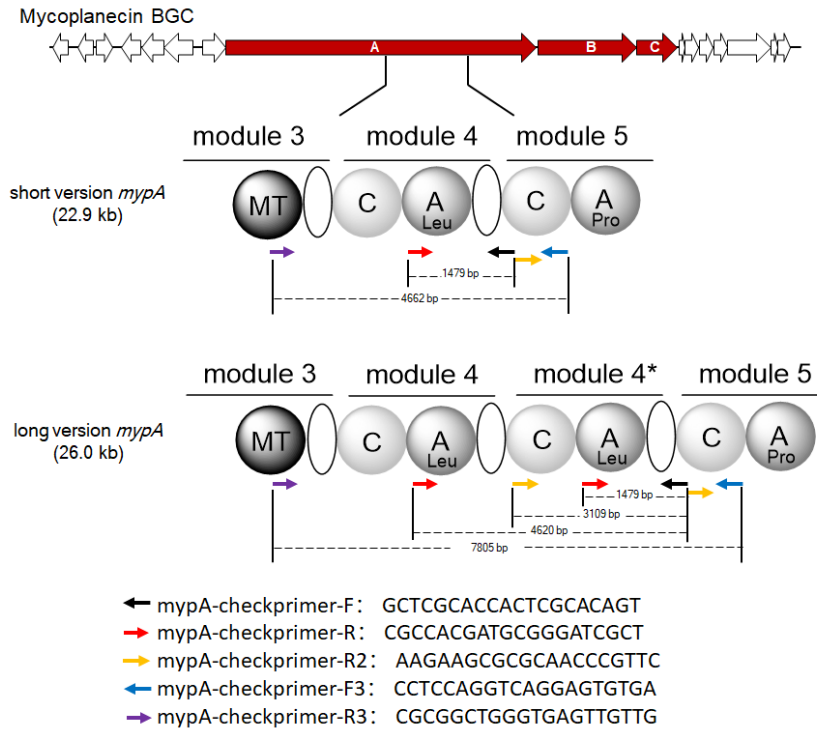 Mycoplanecin BGC
A B C
module 3 module 4 module 5
short version mypA
(22.9 kb)
MT C A Leu C A Pro
1479 bp
4662 bp
module 3 module 4 module 4* module 5
long version mypA
(26.0 kb)
MT C A Leu C A Leu C A Pro
1479 bp
3109 bp
4620 bp
7805 bp
mypA-checkprimer-F: GCTCGCACCACTCGCACAGT
mypA-checkprimer-R: CGCCACGATGCGGGATCGCT
mypA-checkprimer-R2: AAGAAGCGCGCAACCCGTTC
mypA-checkprimer-F3: CCTCCAGGTCAGGAGTGTGA
mypA-checkprimer-R3: CGCGGCTGGGTGAGTTGTTG